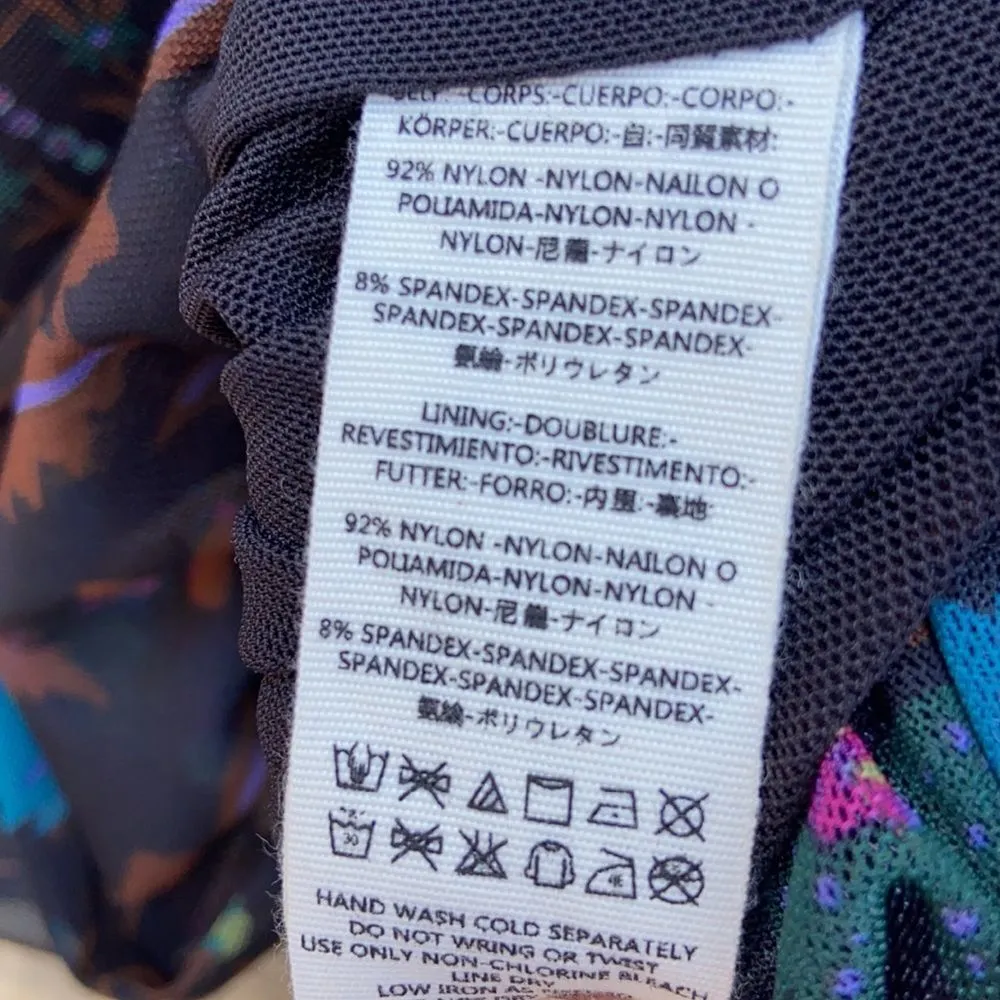 CORPS:-CUERPO:-CORPO:-
KÖRPER:-CUERPO:-自:-同質素材:
92% NYLON -NYLON-NAILON O
POLIAMIDA-NYLON-NYLON -
NYLON-尼龍-ナイロン
8% SPANDEX-SPANDEX-SPANDEX-
SPANDEX-SPANDEX-SPANDEX-
氨綸-ポリウレタン
LINING:-DOUBLURE:-
REVESTIMIENTO:-RIVESTIMENTO:-
FUTTER:-FORRO:-内里:-裏地:
92% NYLON -NYLON-NAILON O
POLIAMIDA-NYLON-NYLON -
NYLON-尼龍-ナイロン
8% SPANDEX-SPANDEX-SPANDEX-
SPANDEX-SPANDEX-SPANDEX-
氨綸-ポリウレタン
30
HAND WASH COLD SEPARATELY
DO NOT WRING OR TWIST
USE ONLY NON-CHLORINE BLEACH
LINE DRY
LOW IRON AS NEEDED